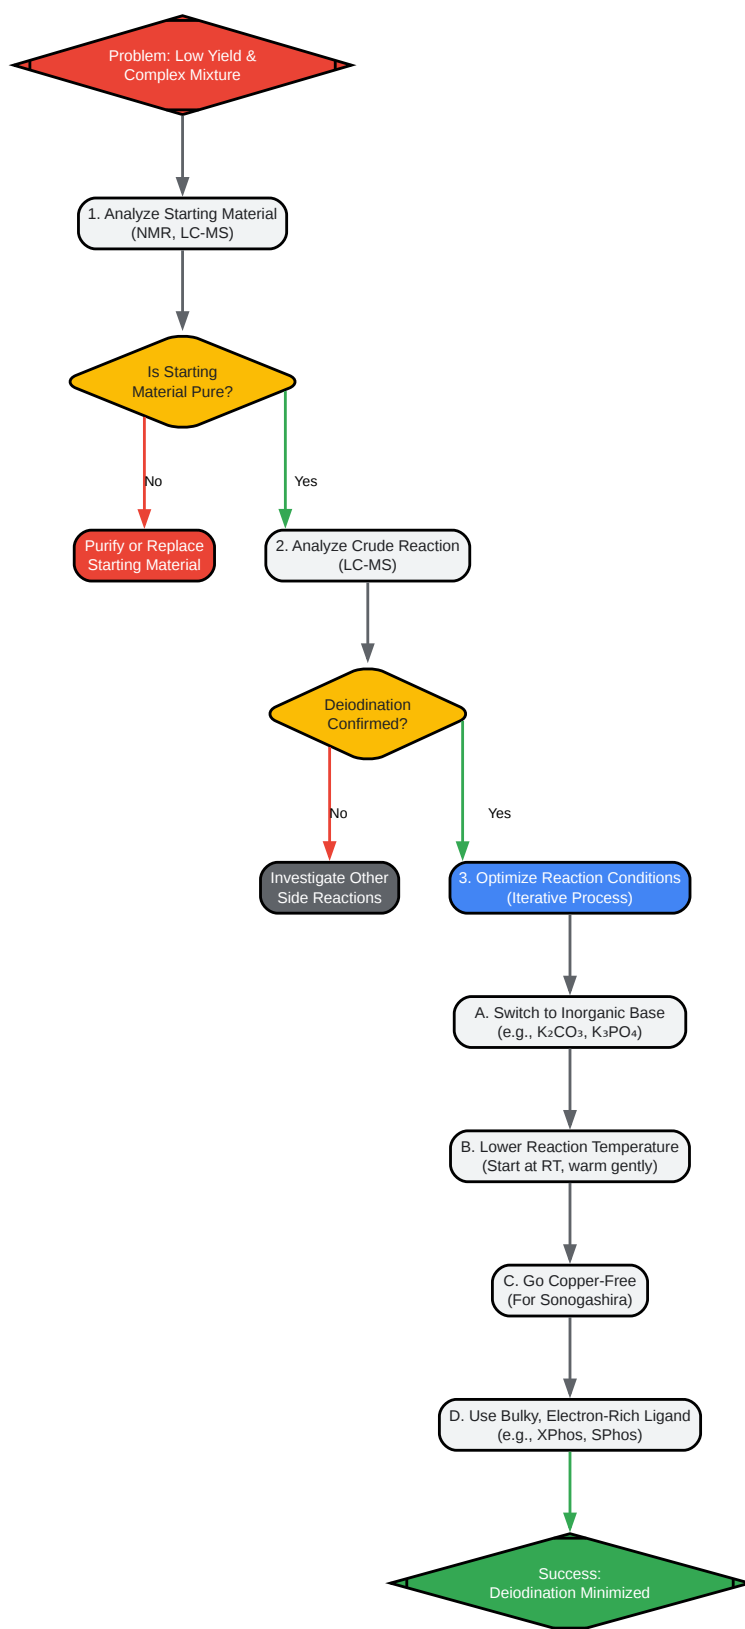 Problem: Low Yield &
Complex Mixture
1. Analyze Starting Material
(NMR, LC-MS)
Is Starting
Material Pure?
No
Yes
Purify or Replace
Starting Material
2. Analyze Crude Reaction
(LC-MS)
Deiodination
Confirmed?
No
Yes
Investigate Other
Side Reactions
3. Optimize Reaction Conditions
(Iterative Process)
A. Switch to Inorganic Base
(e.g., K₂CO₃, K₃PO₄)
B. Lower Reaction Temperature
(Start at RT, warm gently)
C. Go Copper-Free
(For Sonogashira)
D. Use Bulky, Electron-Rich Ligand
(e.g., XPhos, SPhos)
Success:
Deiodination Minimized